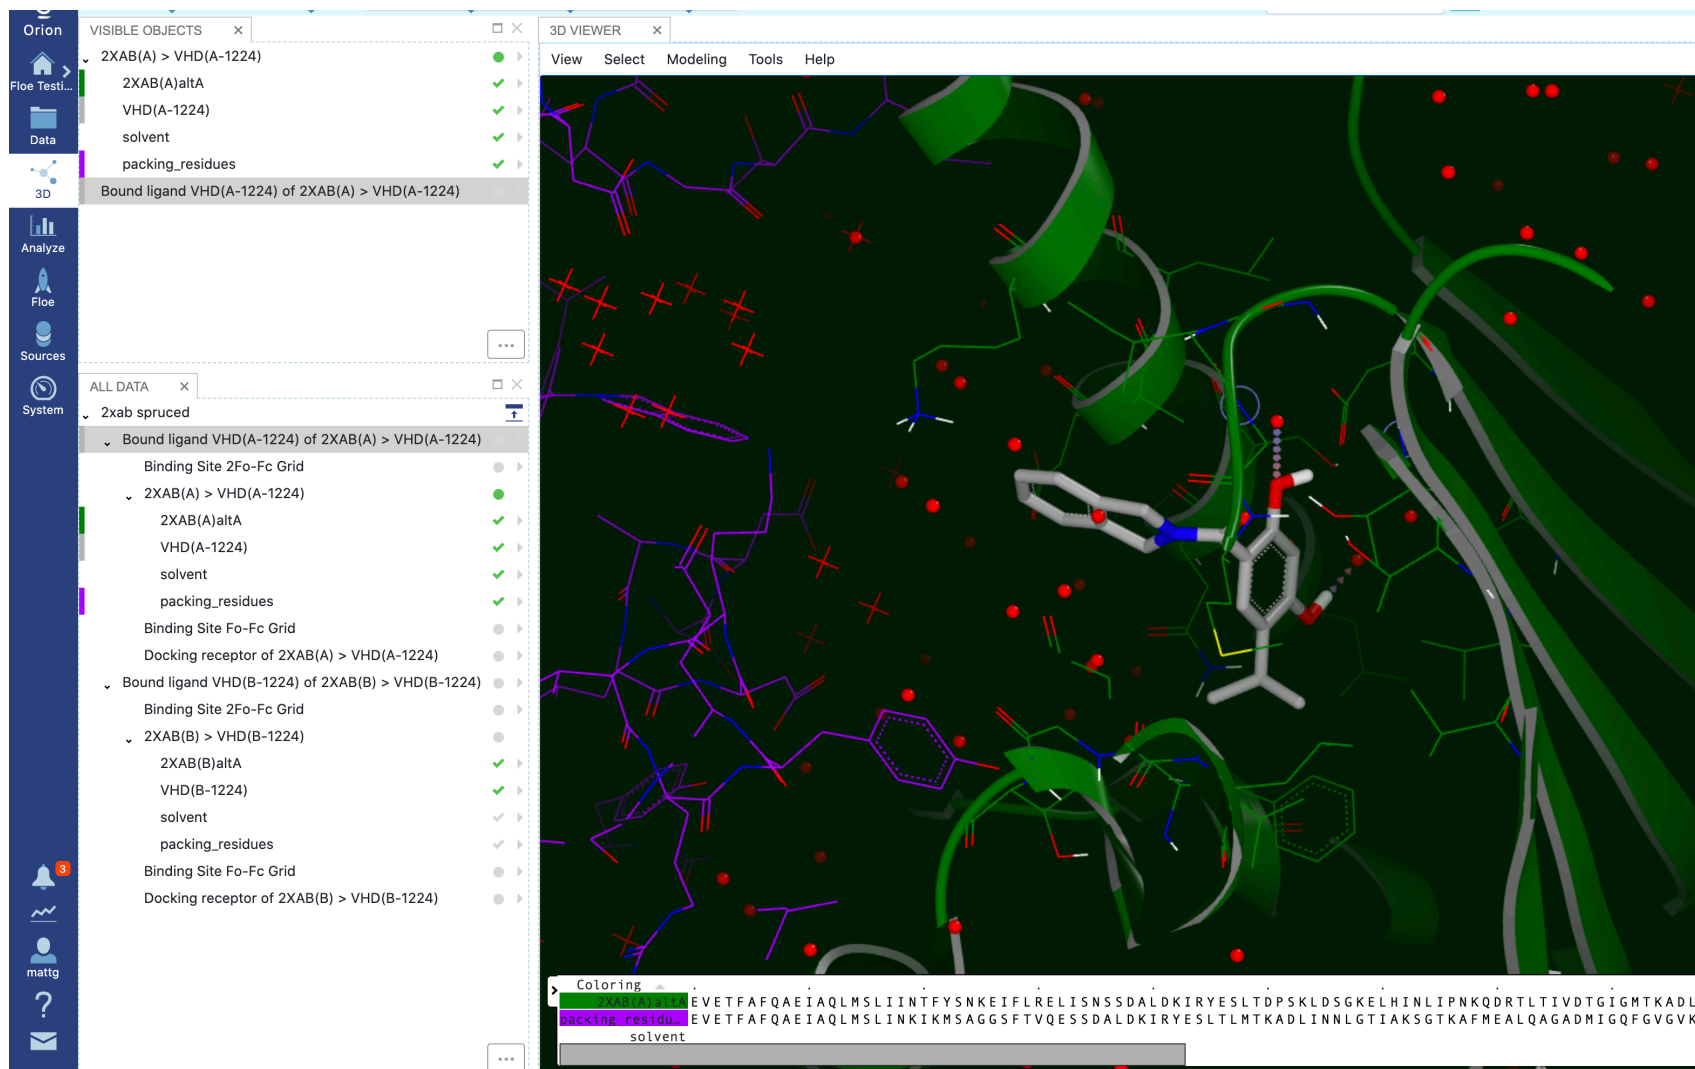 Orion
Floe Testi...
Data
3D
Analyze
Floe
Sources
System
3
mattg
VISIBLE OBJECTS
2XAB(A) > VHD(A-1224)
2XAB(A)altA
VHD(A-1224)
solvent
packing_residues
Bound ligand VHD(A-1224) of 2XAB(A) > VHD(A-1224)
...
ALL DATA
2xab spruced
Bound ligand VHD(A-1224) of 2XAB(A) > VHD(A-1224)
Binding Site 2Fo-Fc Grid
2XAB(A) > VHD(A-1224)
2XAB(A)altA
VHD(A-1224)
solvent
packing_residues
Binding Site Fo-Fc Grid
Docking receptor of 2XAB(A) > VHD(A-1224)
Bound ligand VHD(B-1224) of 2XAB(B) > VHD(B-1224)
Binding Site 2Fo-Fc Grid
2XAB(B) > VHD(B-1224)
2XAB(B)altA
VHD(B-1224)
solvent
packing_residues
Binding Site Fo-Fc Grid
Docking receptor of 2XAB(B) > VHD(B-1224)
...
3D VIEWER
View Select Modeling Tools Help
Coloring
2XAB(A)altA EVETFAFQAEIAQLMSLIINTFYSNKEIFLRELISNSSDALDKIRYESLTDPSKLDSGKELHINLIPNKQDRTLTIVDTGIGMTKADL
packing_residu... EVETFAFQAEIAQLMSLINKIKMSAGGSFTVQESSDALDKIRYESLTLMTKADLINNLGTIAKSGTKAFMEALQAGADMIGQFGVGVK
solvent